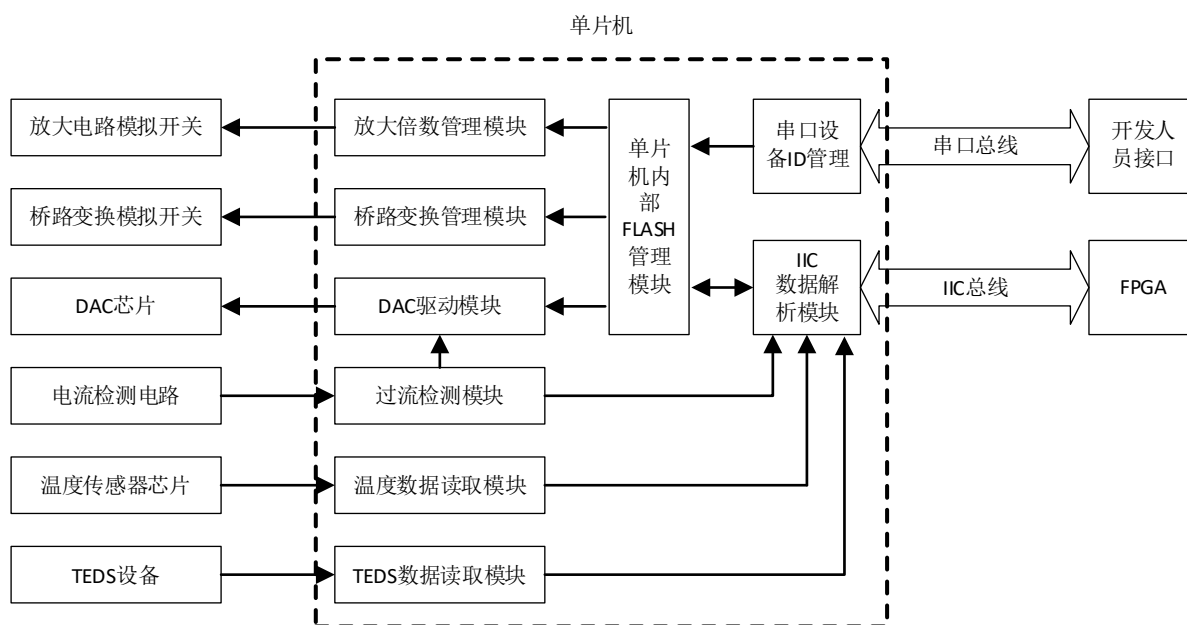 单片机
放大电路模拟开关
放大倍数管理模块
单片
机内
部
FLASH
管理
模块
串口设
备ID管理
串口总线
开发人
员接口
桥路变换模拟开关
桥路变换管理模块
DAC芯片
DAC驱动模块
IIC
数据解
析模块
IIC总线
FPGA
电流检测电路
过流检测模块
温度传感器芯片
温度数据读取模块
TEDS设备
TEDS数据读取模块